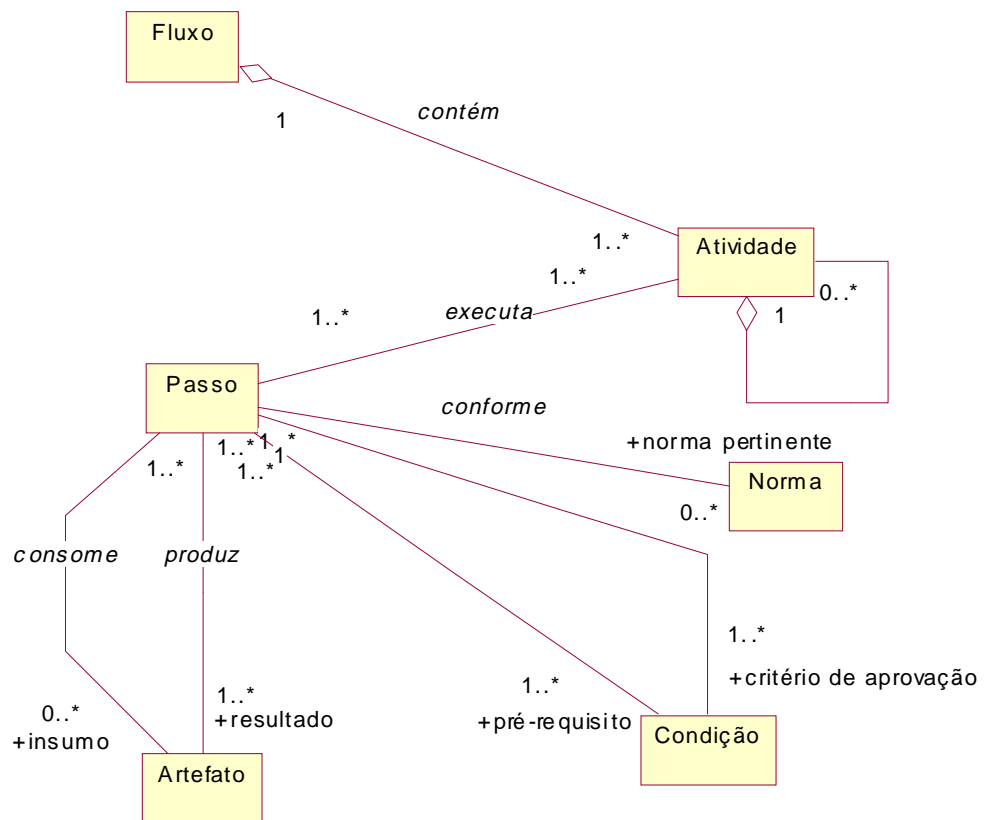 Fluxo
1
contém
1..*
Atividade
1..*
0..*
1
executa
1..*
Passo
conforme
+norma pertinente
Norma
0..*
1..*
1..*
1..*
1
1..*
consome
produz
1..*
+critério de aprovação
1..*
+pré-requisito
Condição
1..*
+resultado
0..*
+insumo
Artefato